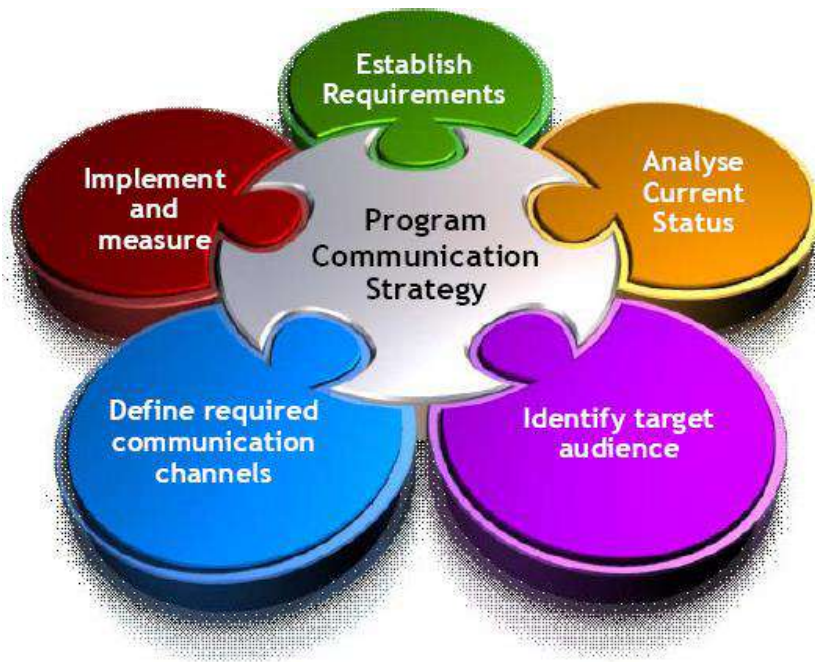 Establish
Requirements
Analyse
Current
Status
Identify target
audience
Define required
communication
channels
Implement
and
measure
Program
Communication
Strategy